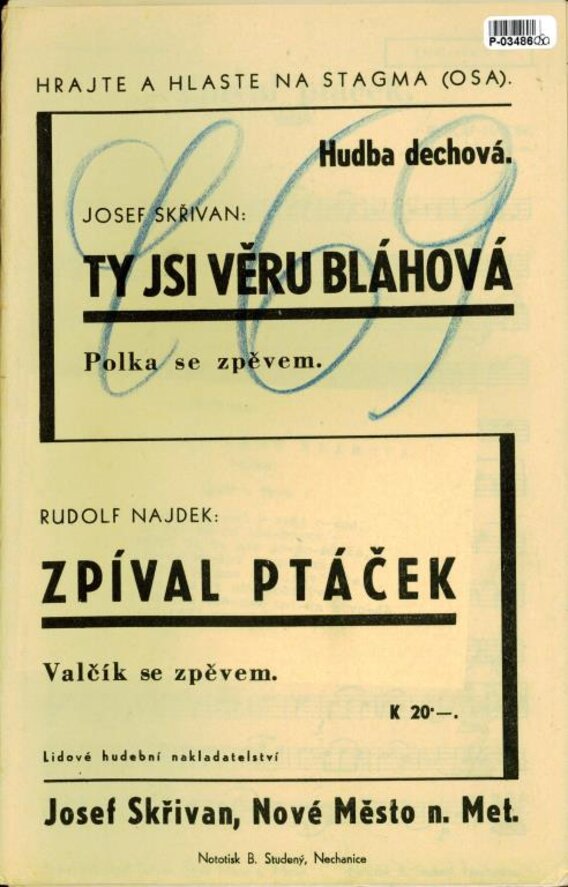 P-03486
HRAJTE A HLASTE NA STAGMA (OSA).
Hudba dechová.
JOSEF SKŘIVAN:
TY JSI VĚRU BLÁHOVÁ
Polka se zpěvem.
RUDOLF NAJDEK:
ZPÍVAL PTÁČEK
Valčík se zpěvem.
K 20·—.
Lidové hudební nakladatelství
Josef Skřivan, Nové Město n. Met.
Nototisk B. Studený, Nechanice